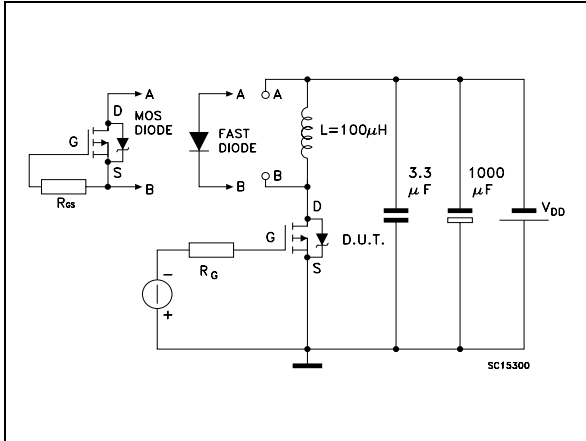 A
D
MOS
DIODE
G
S
B
RGS
A
FAST
DIODE
B
A
L=100μH
B
D
G
D.U.T.
S
RG
-
+
3.3
μF
1000
μF
VDD
SC15300